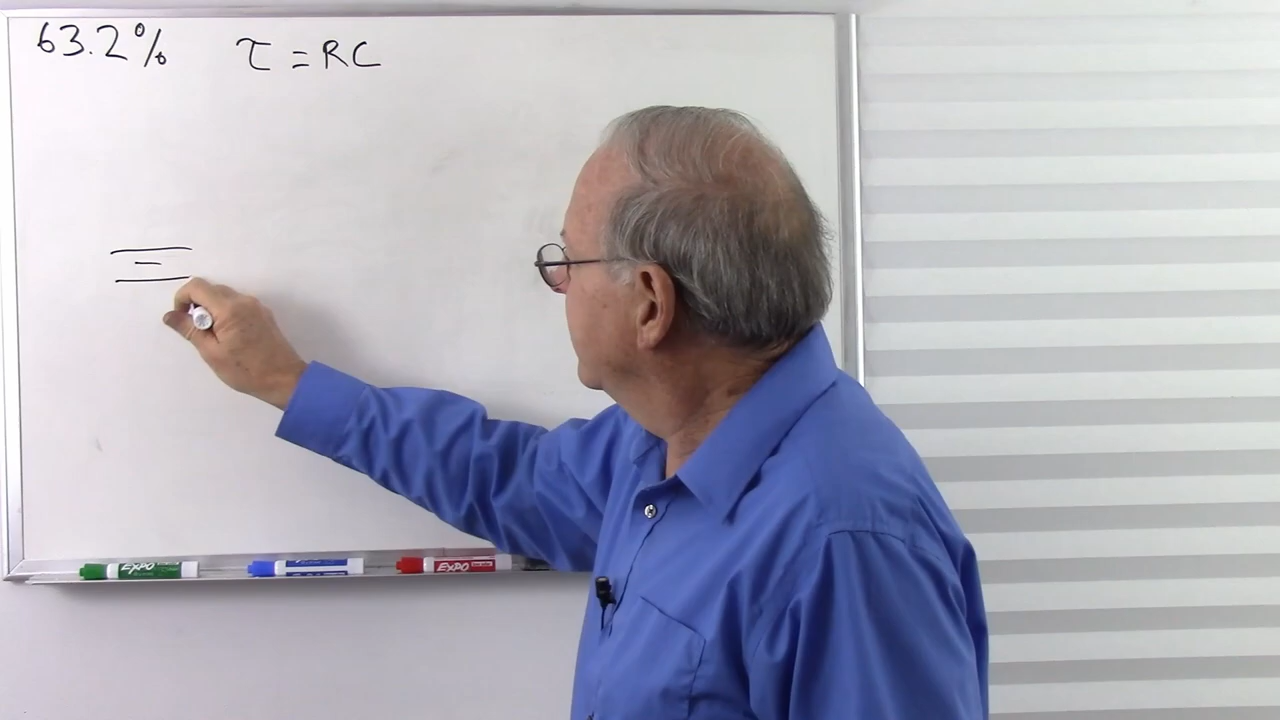 63.2% τ = RC
EXPO EXPO